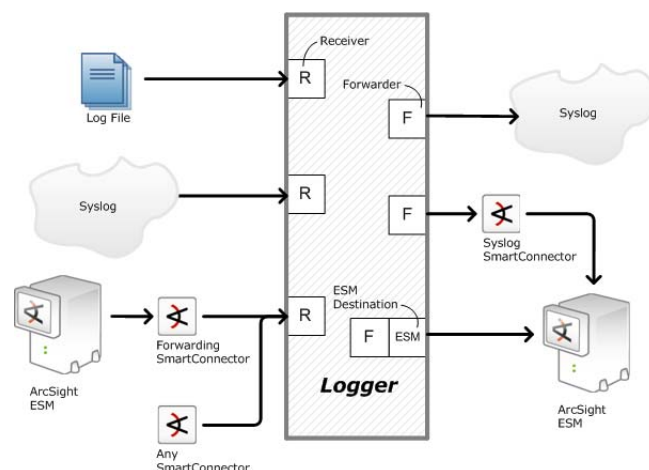 Receiver
R
Log File
Forwarder
F
Syslog
Syslog
R
F
Syslog
SmartConnector
ArcSight
ESM
Forwarding
SmartConnector
R
ESM
Destination
F
ESM
Logger
ArcSight
ESM
Any
SmartConnector